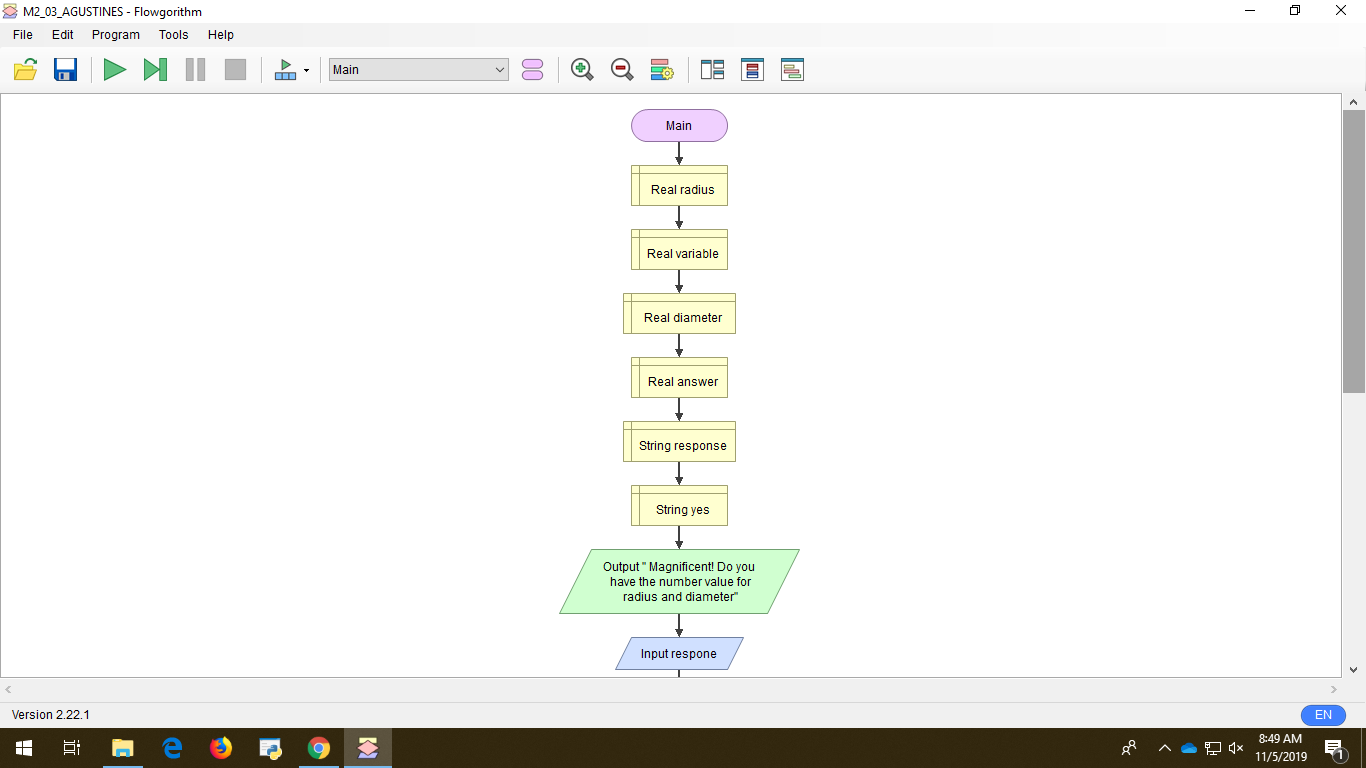 M2_03_AGUSTINES - Flowgorithm
File Edit Program Tools Help
Main
Main
Real radius
Real variable
Real diameter
Real answer
String response
String yes
Output " Magnificent! Do you
have the number value for
radius and diameter"
Input respone
Version 2.22.1
EN
8:49 AM
11/5/2019
1